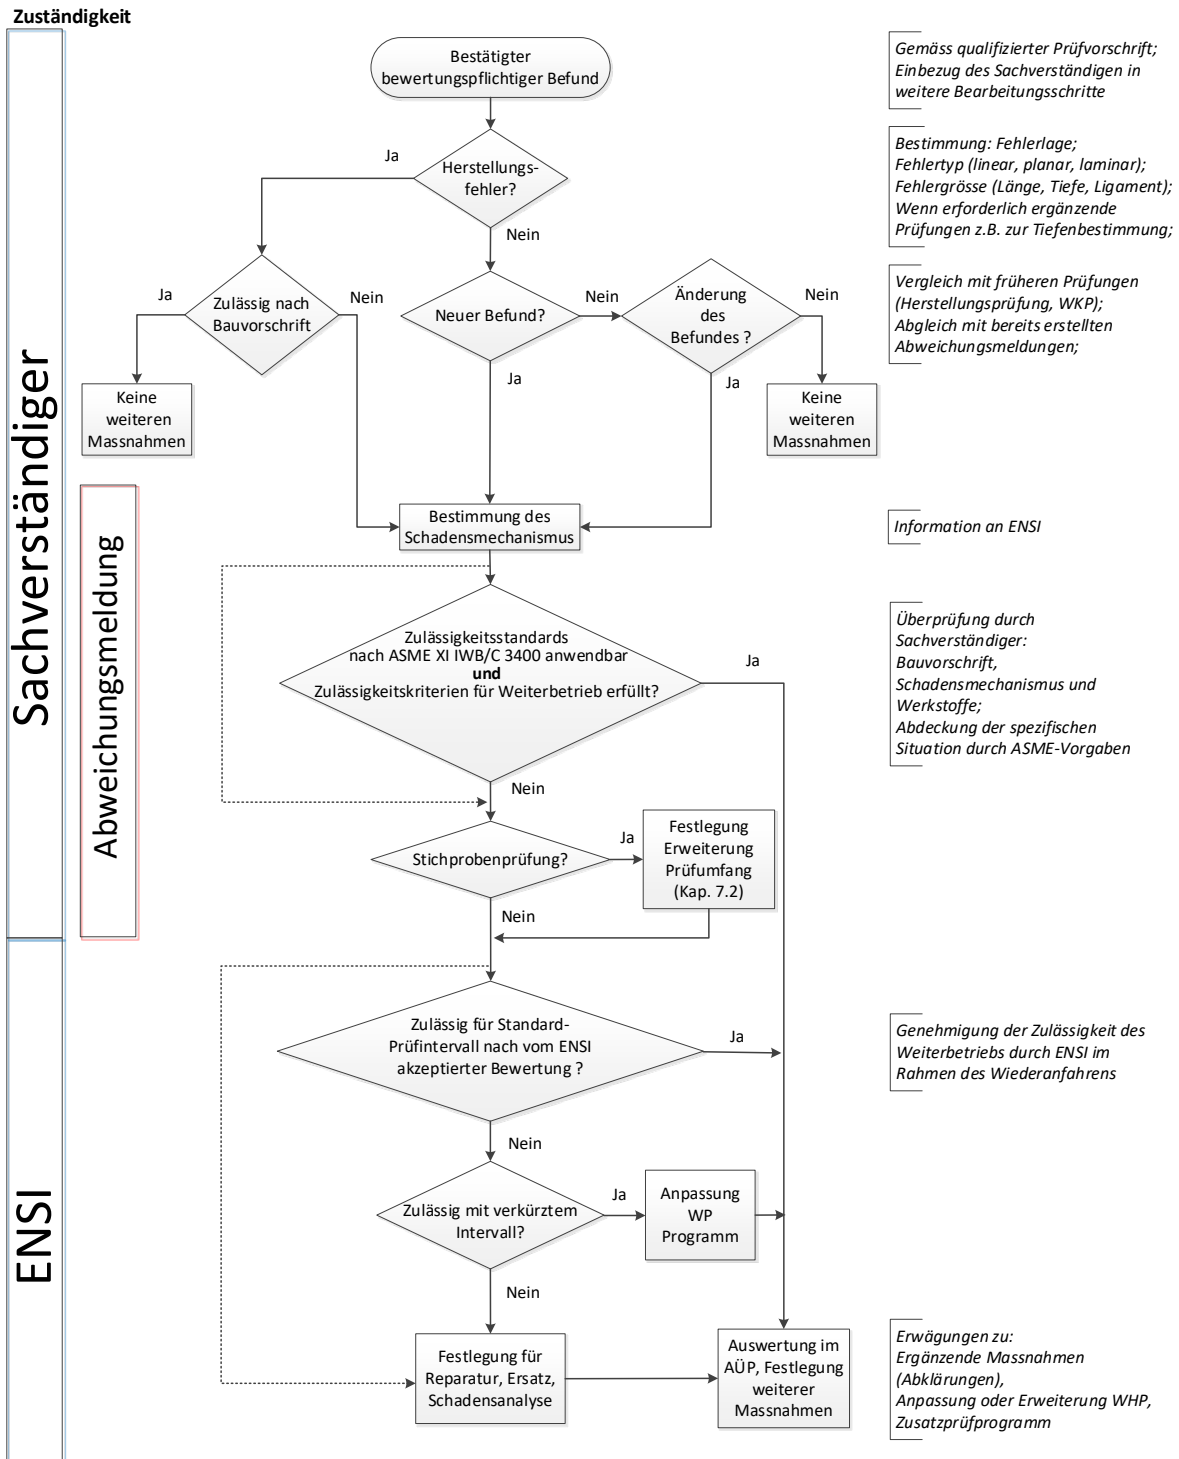 Zuständigkeit
Sachverständiger
Abweichungsmeldung
ENSI
Bestätigter
bewertungspflichtiger Befund
Gemäss qualifizierter Prüfvorschrift;
Einbezug des Sachverständigen in
weitere Bearbeitungsschritte
Herstellungs-
fehler?
Ja
Nein
Bestimmung: Fehlerlage;
Fehlertyp (linear, planar, laminar);
Fehlergrösse (Länge, Tiefe, Ligament);
Wenn erforderlich ergänzende
Prüfungen z.B. zur Tiefenbestimmung;
Zulässig nach
Bauvorschrift
Ja
Nein
Neuer Befund?
Nein
Ja
Änderung
des
Befundes ?
Nein
Ja
Vergleich mit früheren Prüfungen
(Herstellungsprüfung, WKP);
Abgleich mit bereits erstellten
Abweichungsmeldungen;
Keine
weiteren
Massnahmen
Keine
weiteren
Massnahmen
Bestimmung des
Schadensmechanismus
Information an ENSI
Zulässigkeitsstandards
nach ASME XI IWB/C 3400 anwendbar
und
Zulässigkeitskriterien für Weiterbetrieb erfüllt?
Ja
Nein
Überprüfung durch
Sachverständiger:
Bauvorschrift,
Schadensmechanismus und
Werkstoffe;
Abdeckung der spezifischen
Situation durch ASME-Vorgaben
Stichprobenprüfung?
Ja
Nein
Festlegung
Erweiterung
Prüfumfang
(Kap. 7.2)
Zulässig für Standard-
Prüfintervall nach vom ENSI
akzeptierter Bewertung ?
Ja
Nein
Genehmigung der Zulässigkeit des
Weiterbetriebs durch ENSI im
Rahmen des Wiederanfahrens
Zulässig mit verkürztem
Intervall?
Ja
Nein
Anpassung
WP
Programm
Festlegung für
Reparatur, Ersatz,
Schadensanalyse
Auswertung im
AÜP, Festlegung
weiterer
Massnahmen
Erwägungen zu:
Ergänzende Massnahmen
(Abklärungen),
Anpassung oder Erweiterung WHP,
Zusatzprüfprogramm